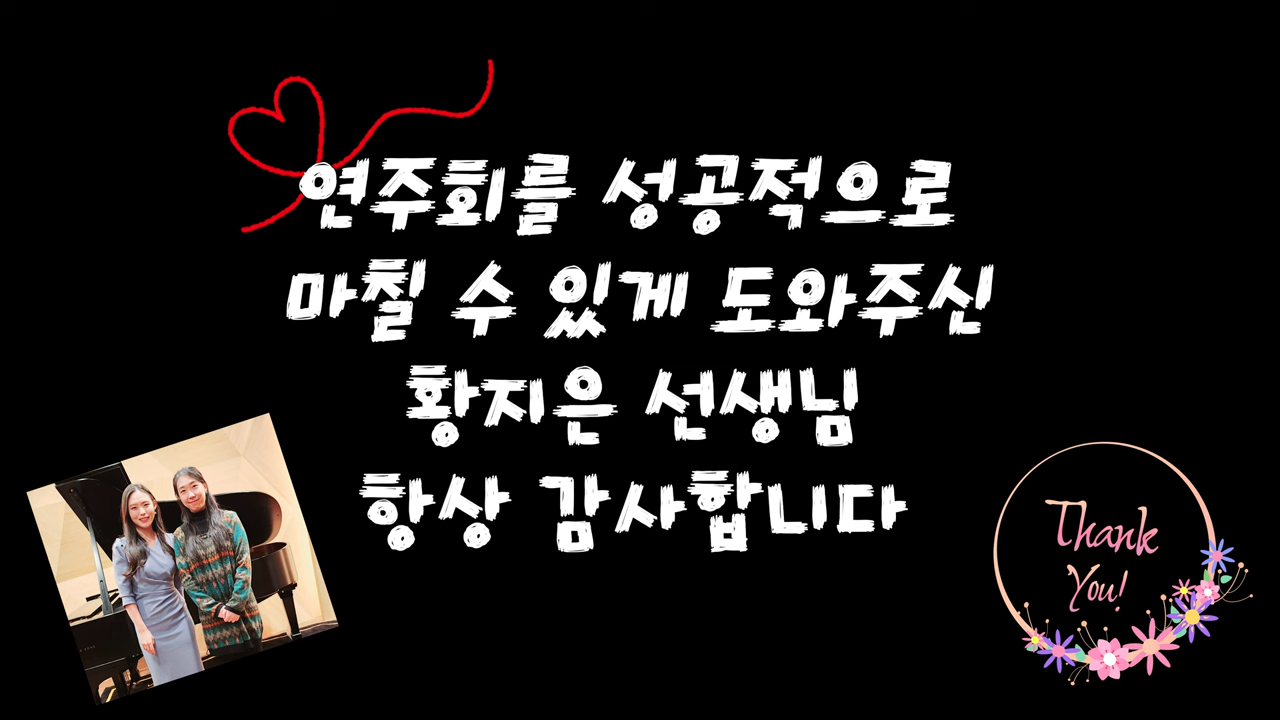 연주회를 성공적으로
마칠 수 있게 도와주신
황지은 선생님
항상 감사합니다
Thank
You!